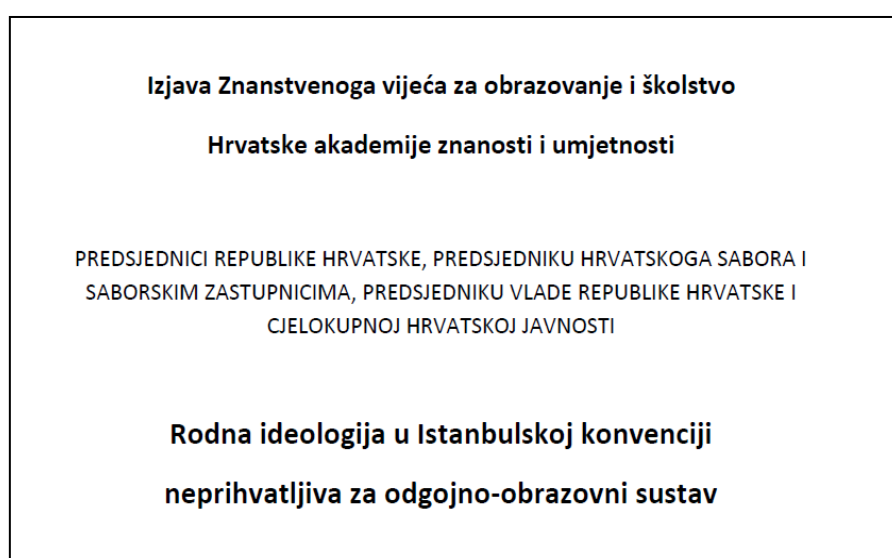 Izjava Znanstvenoga vijeća za obrazovanje i školstvo
Hrvatske akademije znanosti i umjetnosti
PREDSJEDNICI REPUBLIKE HRVATSKE, PREDSJEDNIKU HRVATSKOGA SABORA I
SABORSKIM ZASTUPNICIMA, PREDSJEDNIKU VLADE REPUBLIKE HRVATSKE I
CJELOKUPNOJ HRVATSKOJ JAVNOSTI
Rodna ideologija u Istanbulskoj konvenciji
neprihvatljiva za odgojno-obrazovni sustav